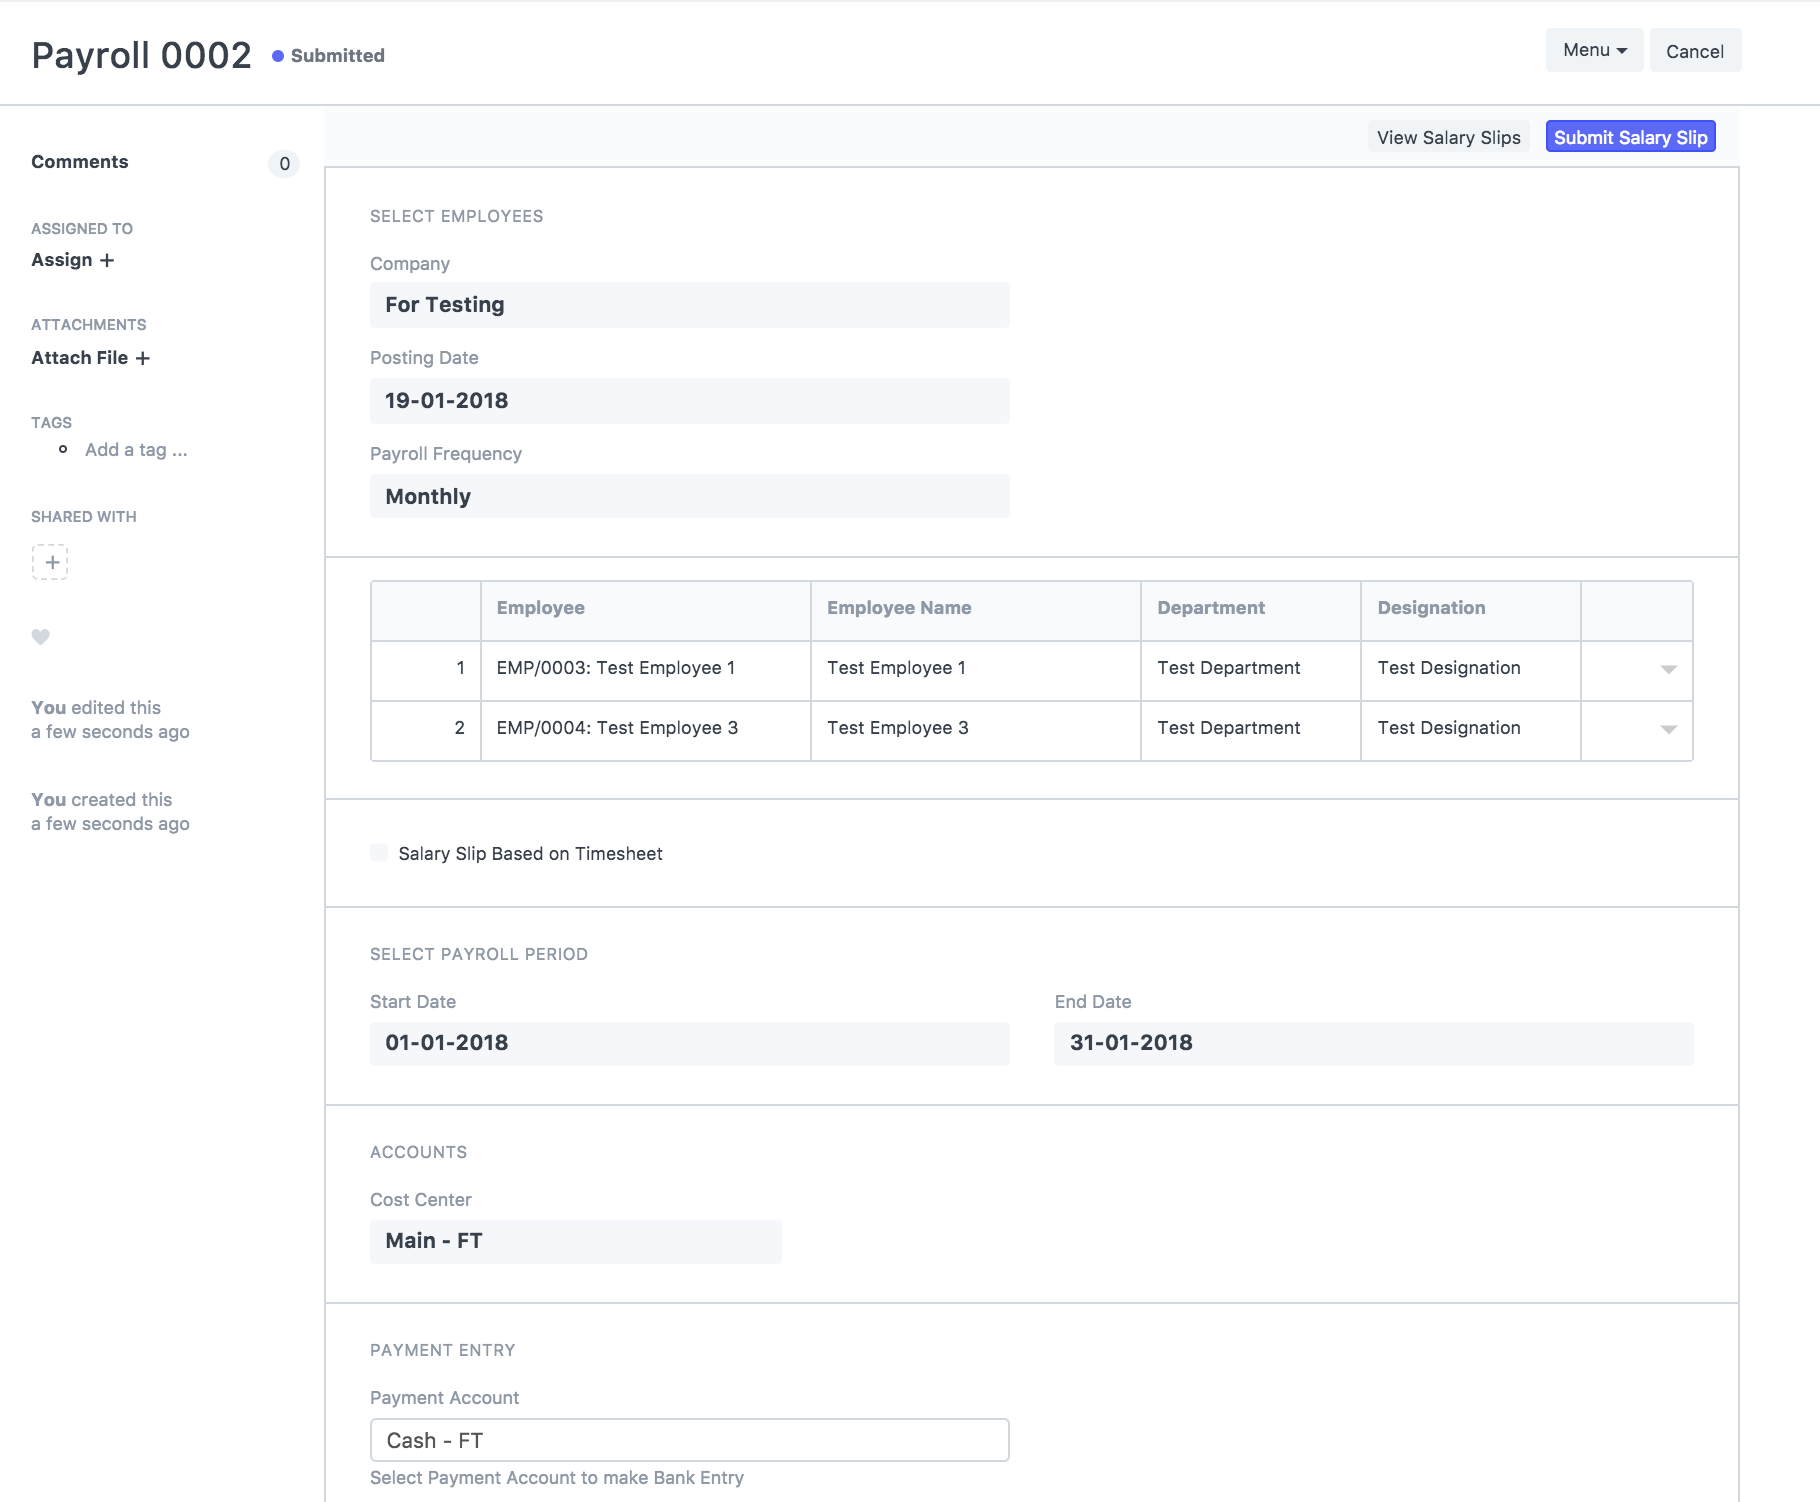 Payroll 0002 Submitted Menu Cancel
View Salary Slips Submit Salary Slip
Comments 0
ASSIGNED TO
Assign +
ATTACHMENTS
Attach File +
TAGS
Add a tag ...
SHARED WITH
+
You edited this
a few seconds ago
You created this
a few seconds ago
SELECT EMPLOYEES
Company
For Testing
Posting Date
19-01-2018
Payroll Frequency
Monthly
Employee Employee Name Department Designation
1 EMP/0003: Test Employee 1 Test Employee 1 Test Department Test Designation
2 EMP/0004: Test Employee 3 Test Employee 3 Test Department Test Designation
Salary Slip Based on Timesheet
SELECT PAYROLL PERIOD
Start Date End Date
01-01-2018 31-01-2018
ACCOUNTS
Cost Center
Main - FT
PAYMENT ENTRY
Payment Account
Cash - FT
Select Payment Account to make Bank Entry